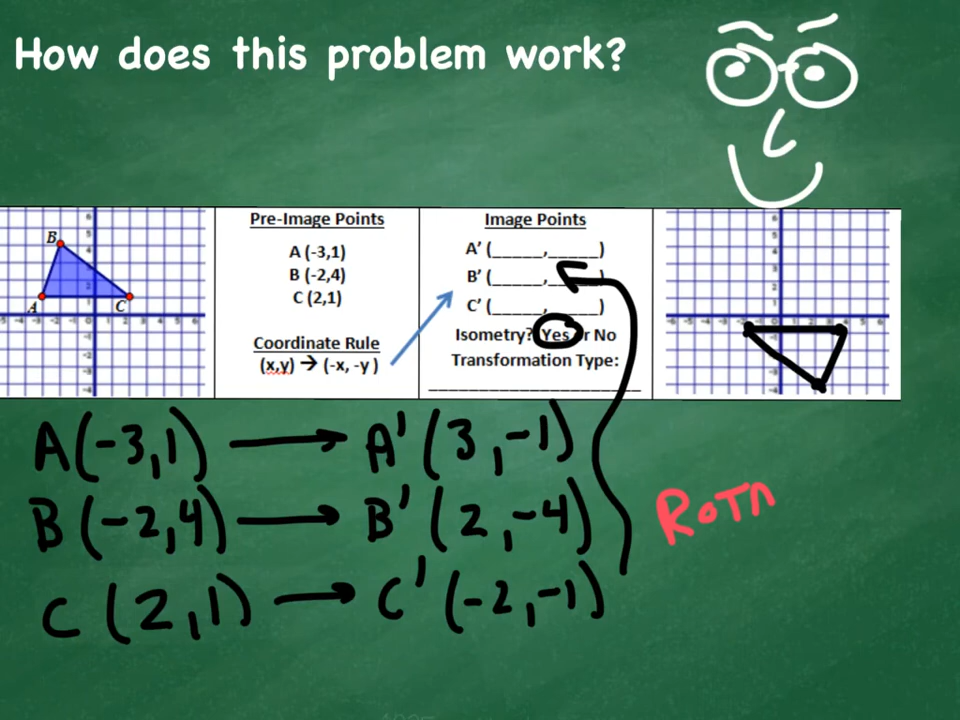 How does this problem work?
Pre-Image Points
A (-3,1)
B (-2,4)
C (2,1)
Coordinate Rule
(x,y) → (-x, -y )
Image Points
A’ (______,______)
B’ (______,______)
C’ (______,______)
Isometry? Yes or No
Transformation Type:
B
A
C
A(-3,1) → A'(3,-1)
B(-2,4) → B'(2,-4)
C(2,1) → C'(-2,-1)
ROTA